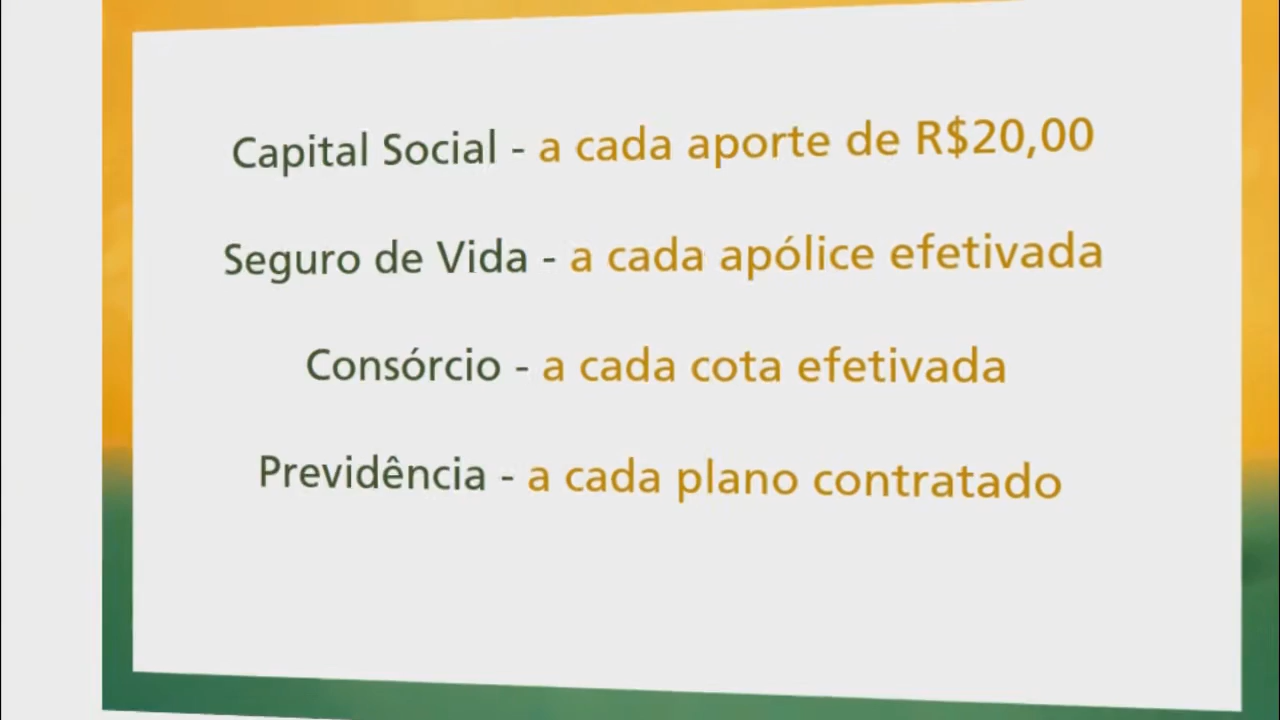 Capital Social - a cada aporte de R$20,00
Seguro de Vida - a cada apólice efetivada
Consórcio - a cada cota efetivada
Previdência - a cada plano contratado